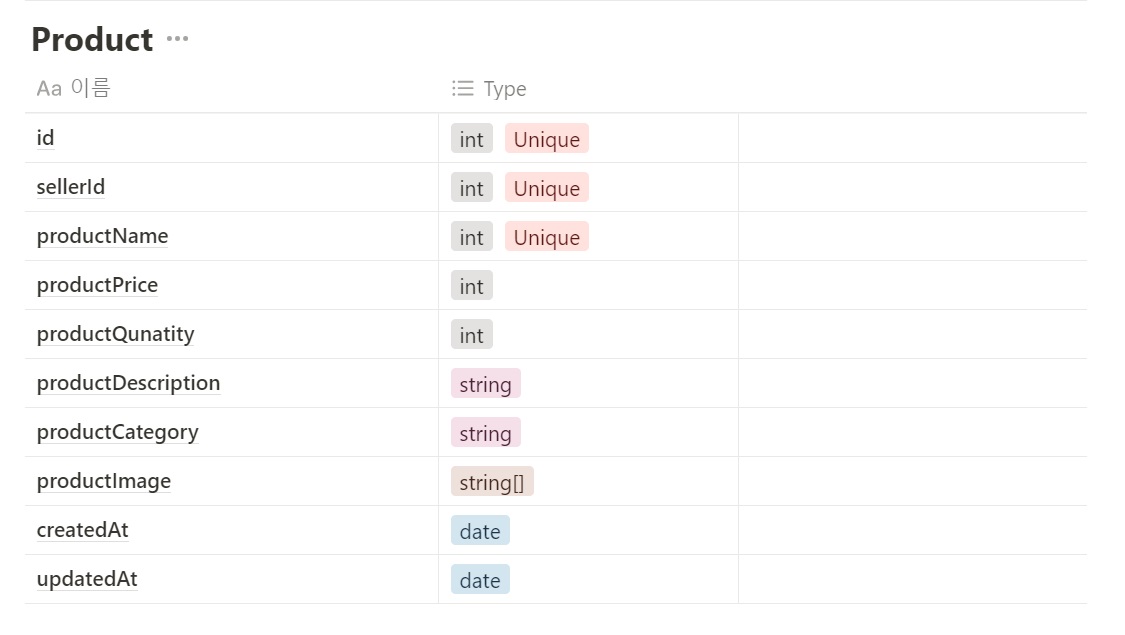 Product
Aa 이름 Type
id int Unique
sellerId int Unique
productName int Unique
productPrice int
productQunatity int
productDescription string
productCategory string
productImage string[]
createdAt date
updatedAt date